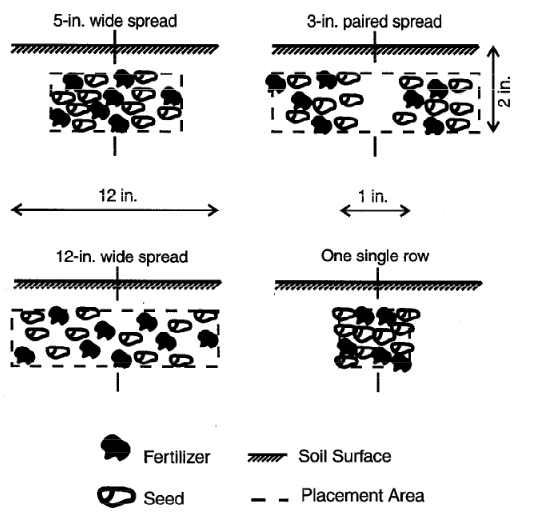 5-in. wide spread
3-in. paired spread
2 in.
12 in.
1 in.
12-in. wide spread
One single row
Fertilizer
Soil Surface
Seed
Placement Area